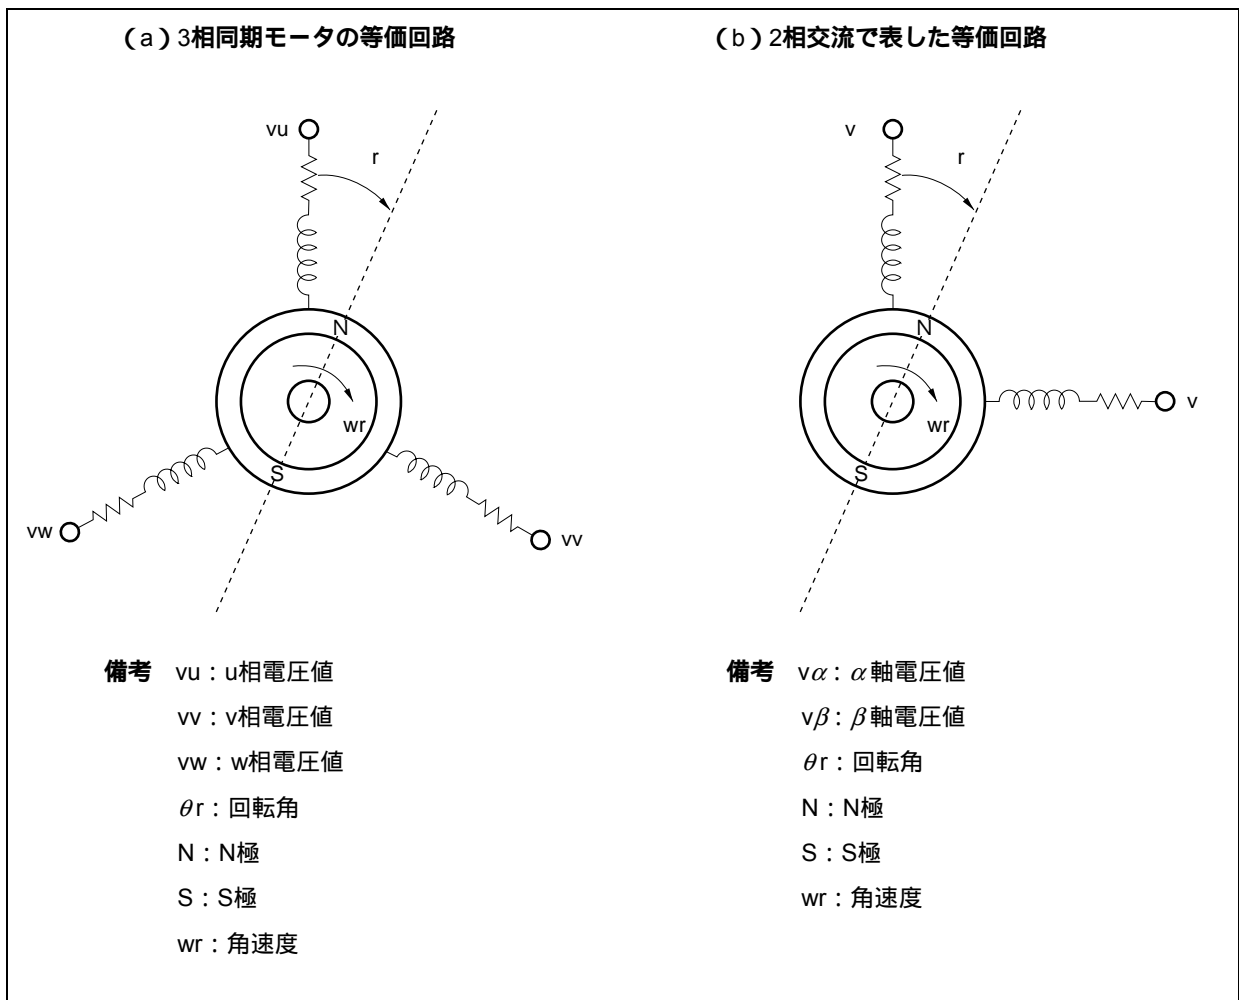 （a）3相同期モータの等価回路
vu
r
N
wr
S
vw
vv
備考 vu：u相電圧値
vv：v相電圧値
vw：w相電圧値
θr：回転角
N：N極
S：S極
wr：角速度
（b）2相交流で表した等価回路
v
r
N
wr
v
S
備考 vα：α軸電圧値
vβ：β軸電圧値
θr：回転角
N：N極
S：S極
wr：角速度